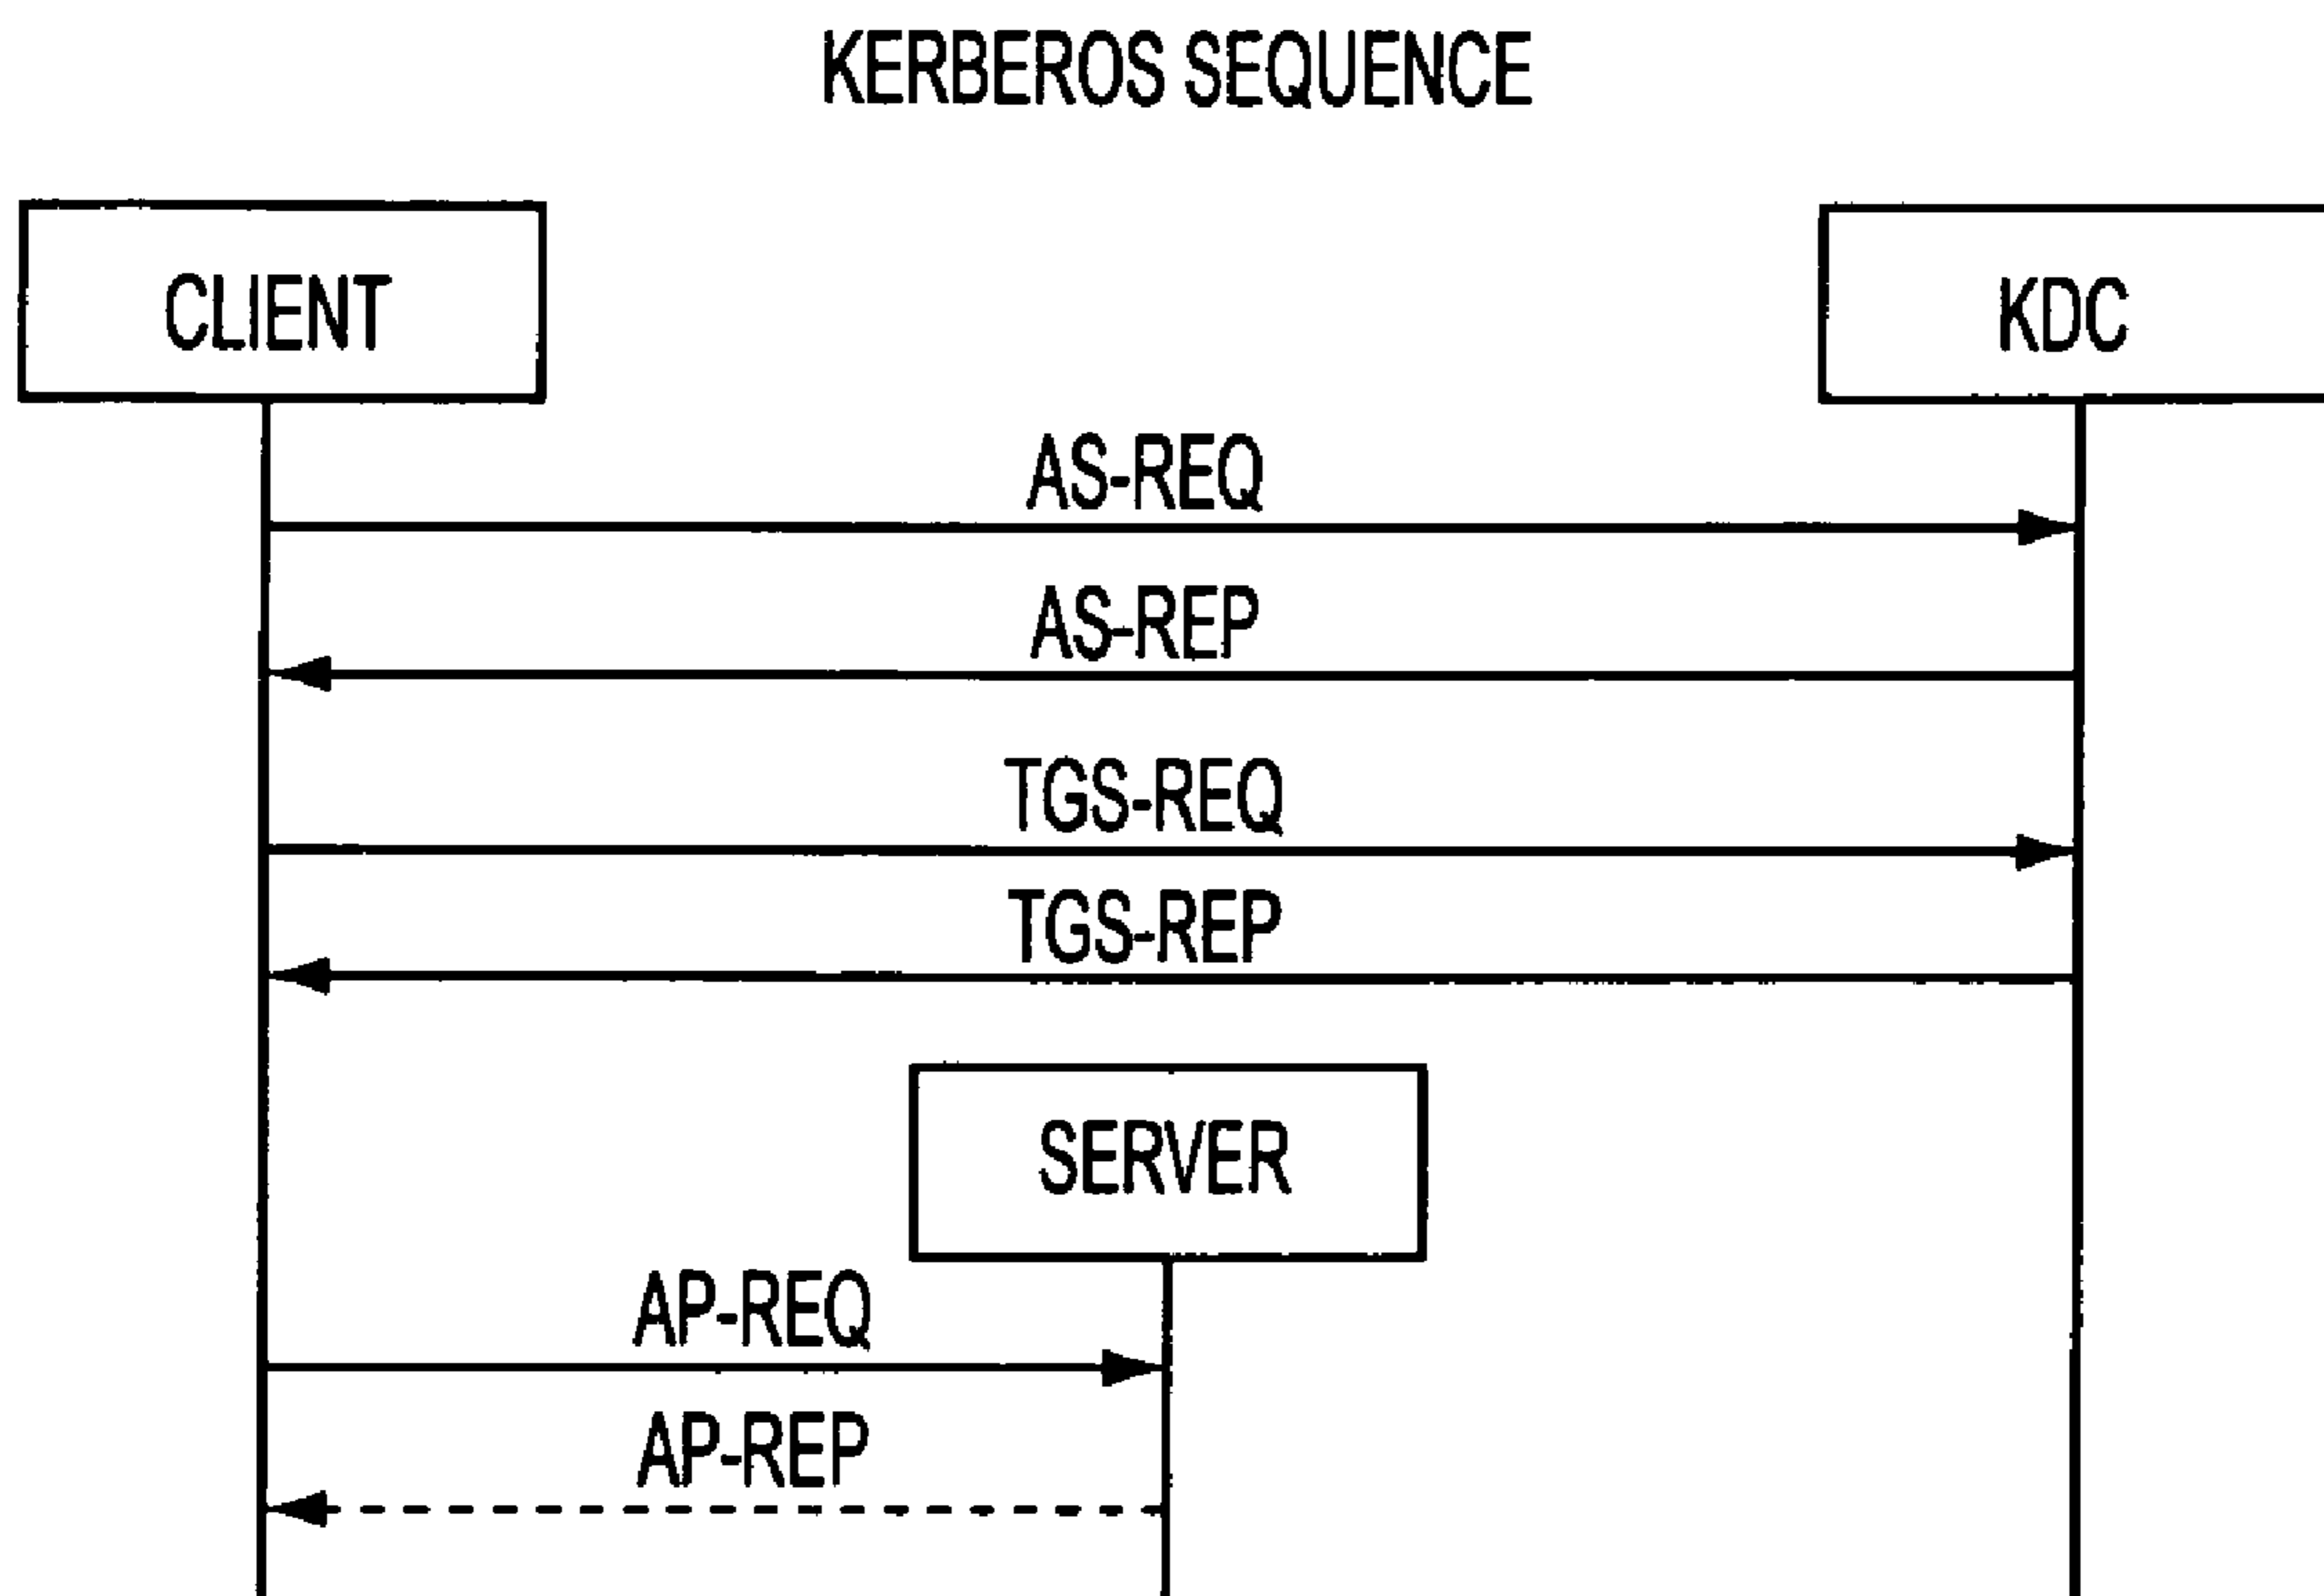 KERBEROS SEQUENCE
CLIENT
KDC
AS-REQ
AS-REP
TGS-REQ
TGS-REP
SERVER
AP-REQ
AP-REP